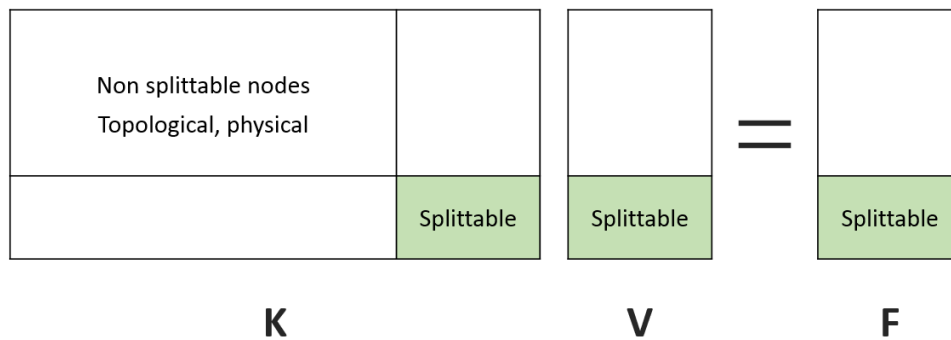 Non splittable nodes
Topological, physical
=
Splittable
Splittable
Splittable
K
V
F